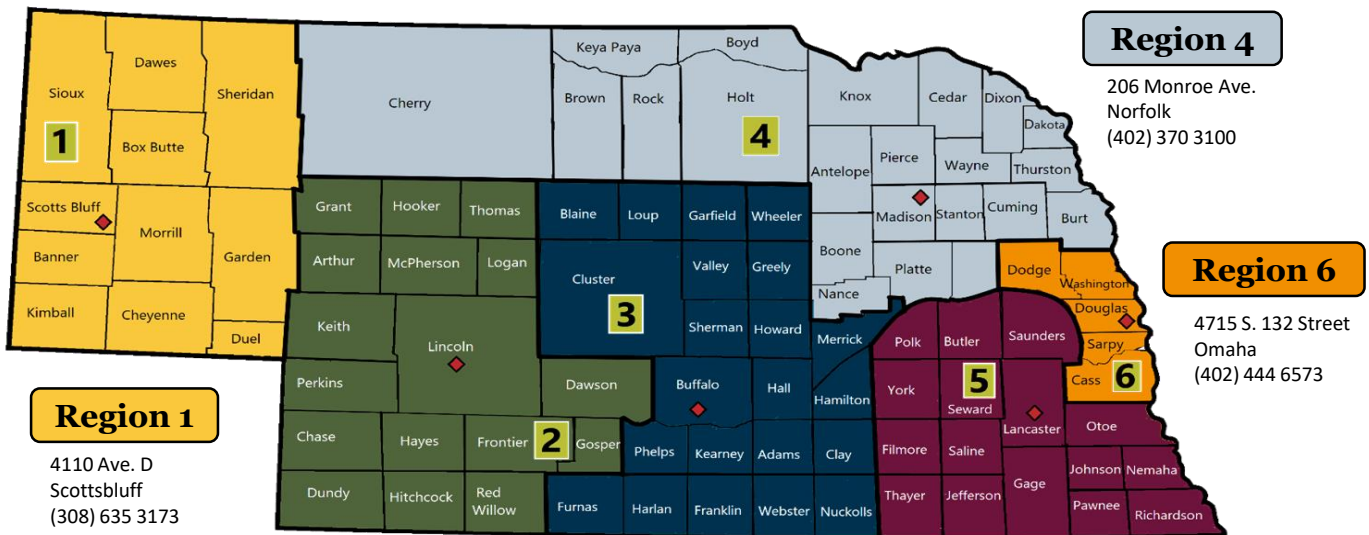 Keya Paya
Boyd
Dawes
Sioux
Sheridan
Cherry
Brown
Rock
Holt
Knox
Cedar
Dixon
Dakota
1
Box Butte
4
Antelope
Pierce
Wayne
Thurston
Scotts Bluff
Morrill
Banner
Garden
Kimball
Cheyenne
Duel
Grant
Hooker
Thomas
Blaine
Loup
Garfield
Wheeler
Madison
Stanton
Cuming
Burt
Boone
Arthur
McPherson
Logan
Cluster
Valley
Greely
Platte
Nance
Dodge
Washington
Douglas
Sarpy
Cass
6
Keith
Lincoln
3
Sherman
Howard
Merrick
Polk
Butler
Saunders
Perkins
Dawson
Buffalo
Hall
Hamilton
York
5
Seward
Lancaster
Otoe
Chase
Hayes
Frontier
2
Gosper
Phelps
Kearney
Adams
Clay
Filmore
Saline
Gage
Johnson
Nemaha
Dundy
Hitchcock
Red
Willow
Furnas
Harlan
Franklin
Webster
Nuckolls
Thayer
Jefferson
Pawnee
Richardson
Region 4
206 Monroe Ave.
Norfolk
(402) 370 3100
Region 6
4715 S. 132 Street
Omaha
(402) 444 6573
Region 1
4110 Ave. D
Scottsbluff
(308) 635 3173